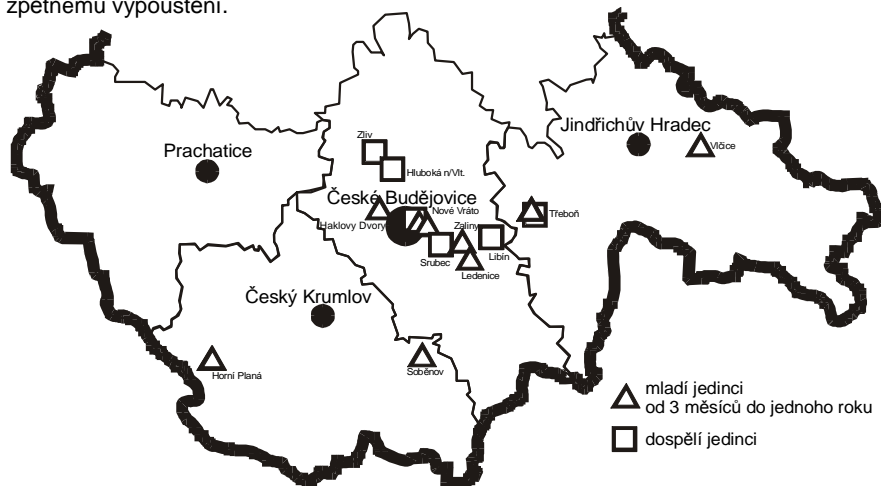 zpětnému vypouštění.
Jindřichův Hradec
Vlčice
Zliv
Prachatice
Hluboká n/Vlt.
České Budějovice
Nové Vráto
Třeboň
Haklovy Dvory
Zaliny
Srubec
Libín
Ledenice
Český Krumlov
Horní Planá
Soběnov
mladí jedinci
od 3 měsíců do jednoho roku
dospělí jedinci